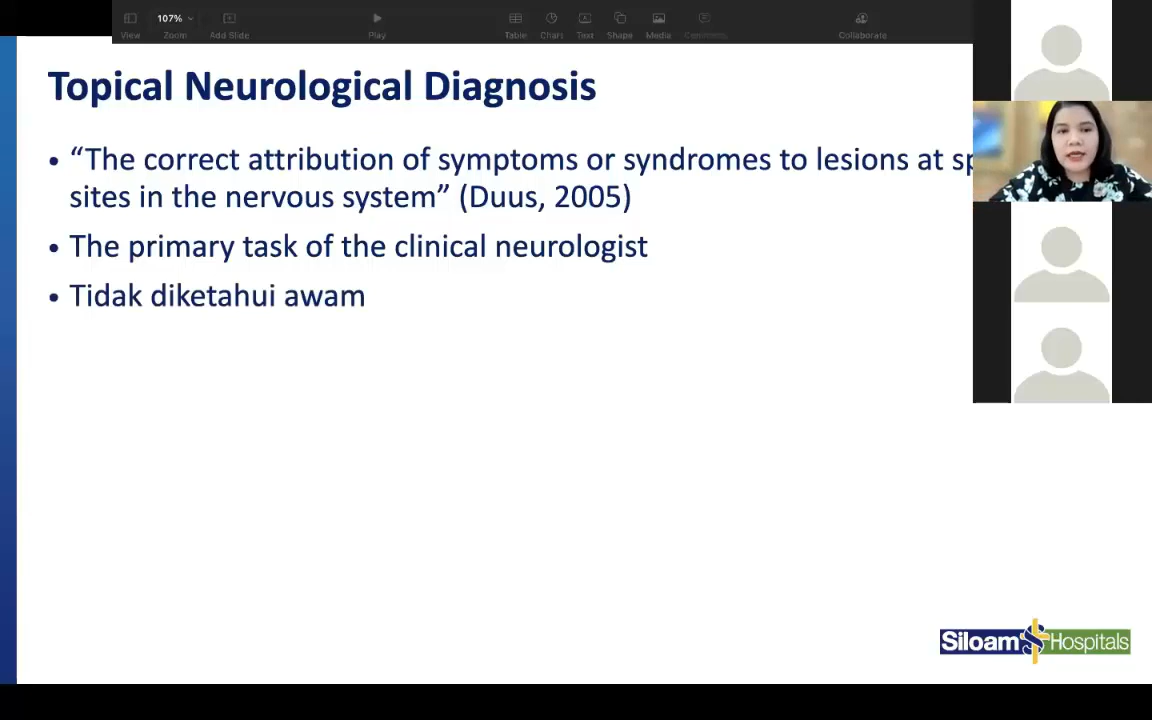 107%
View
Zoom
Add Slide
Play
Table
Chart
Text
Shape
Media
Comment
Collaborate
Topical Neurological Diagnosis
• “The correct attribution of symptoms or syndromes to lesions at sp
sites in the nervous system” (Duus, 2005)
• The primary task of the clinical neurologist
• Tidak diketahui awam
Siloam Hospitals